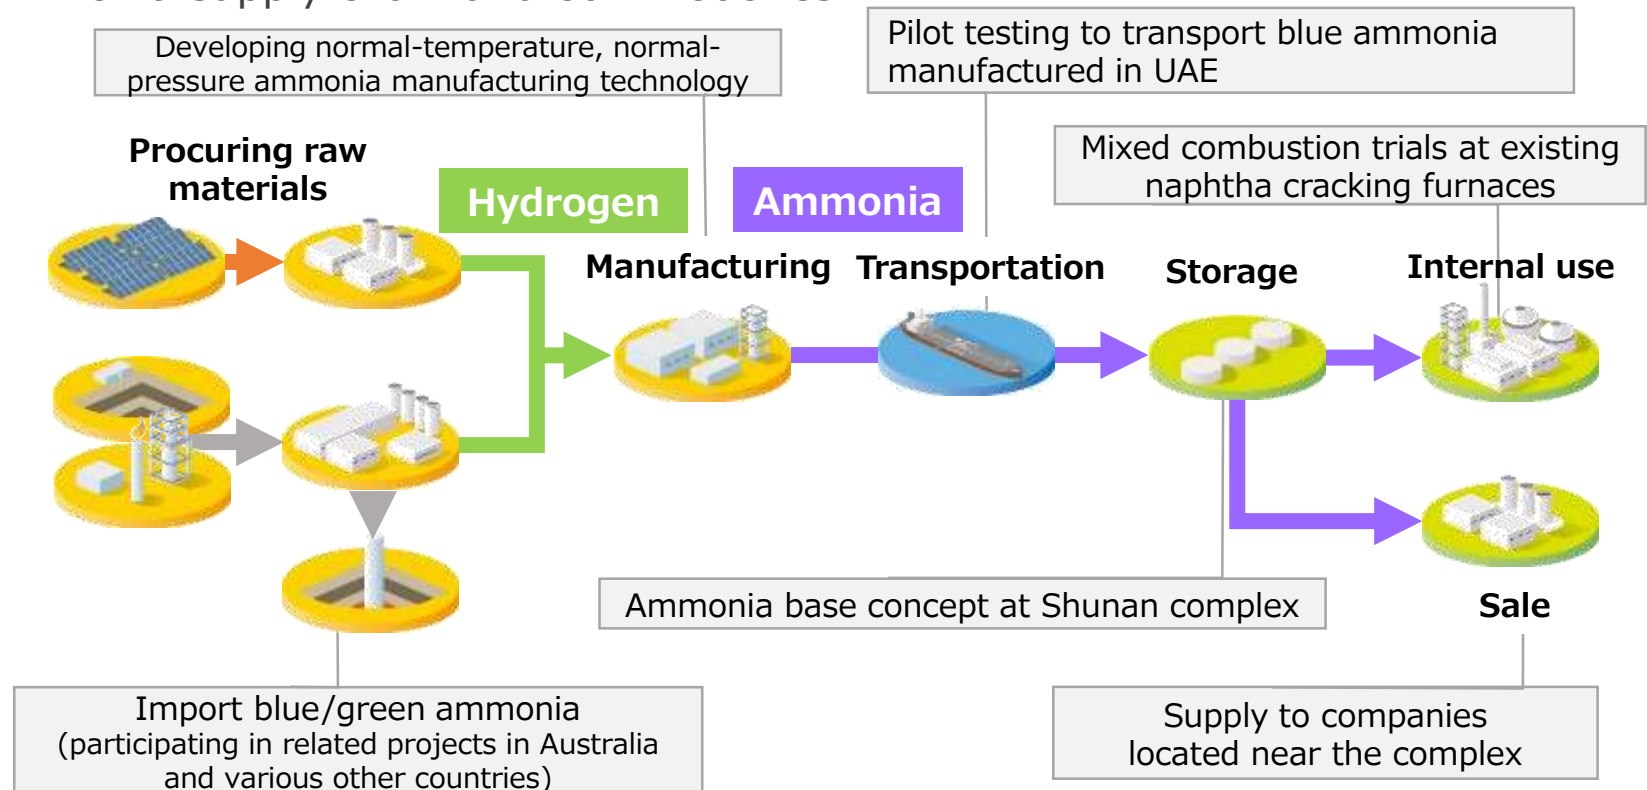 Developing normal-temperature, normal-
pressure ammonia manufacturing technology
Pilot testing to transport blue ammonia
manufactured in UAE
Mixed combustion trials at existing
naphtha cracking furnaces
Procuring raw
materials
Hydrogen
Ammonia
Manufacturing
Transportation
Storage
Internal use
Ammonia base concept at Shunan complex
Sale
Import blue/green ammonia
(participating in related projects in Australia
and various other countries)
Supply to companies
located near the complex